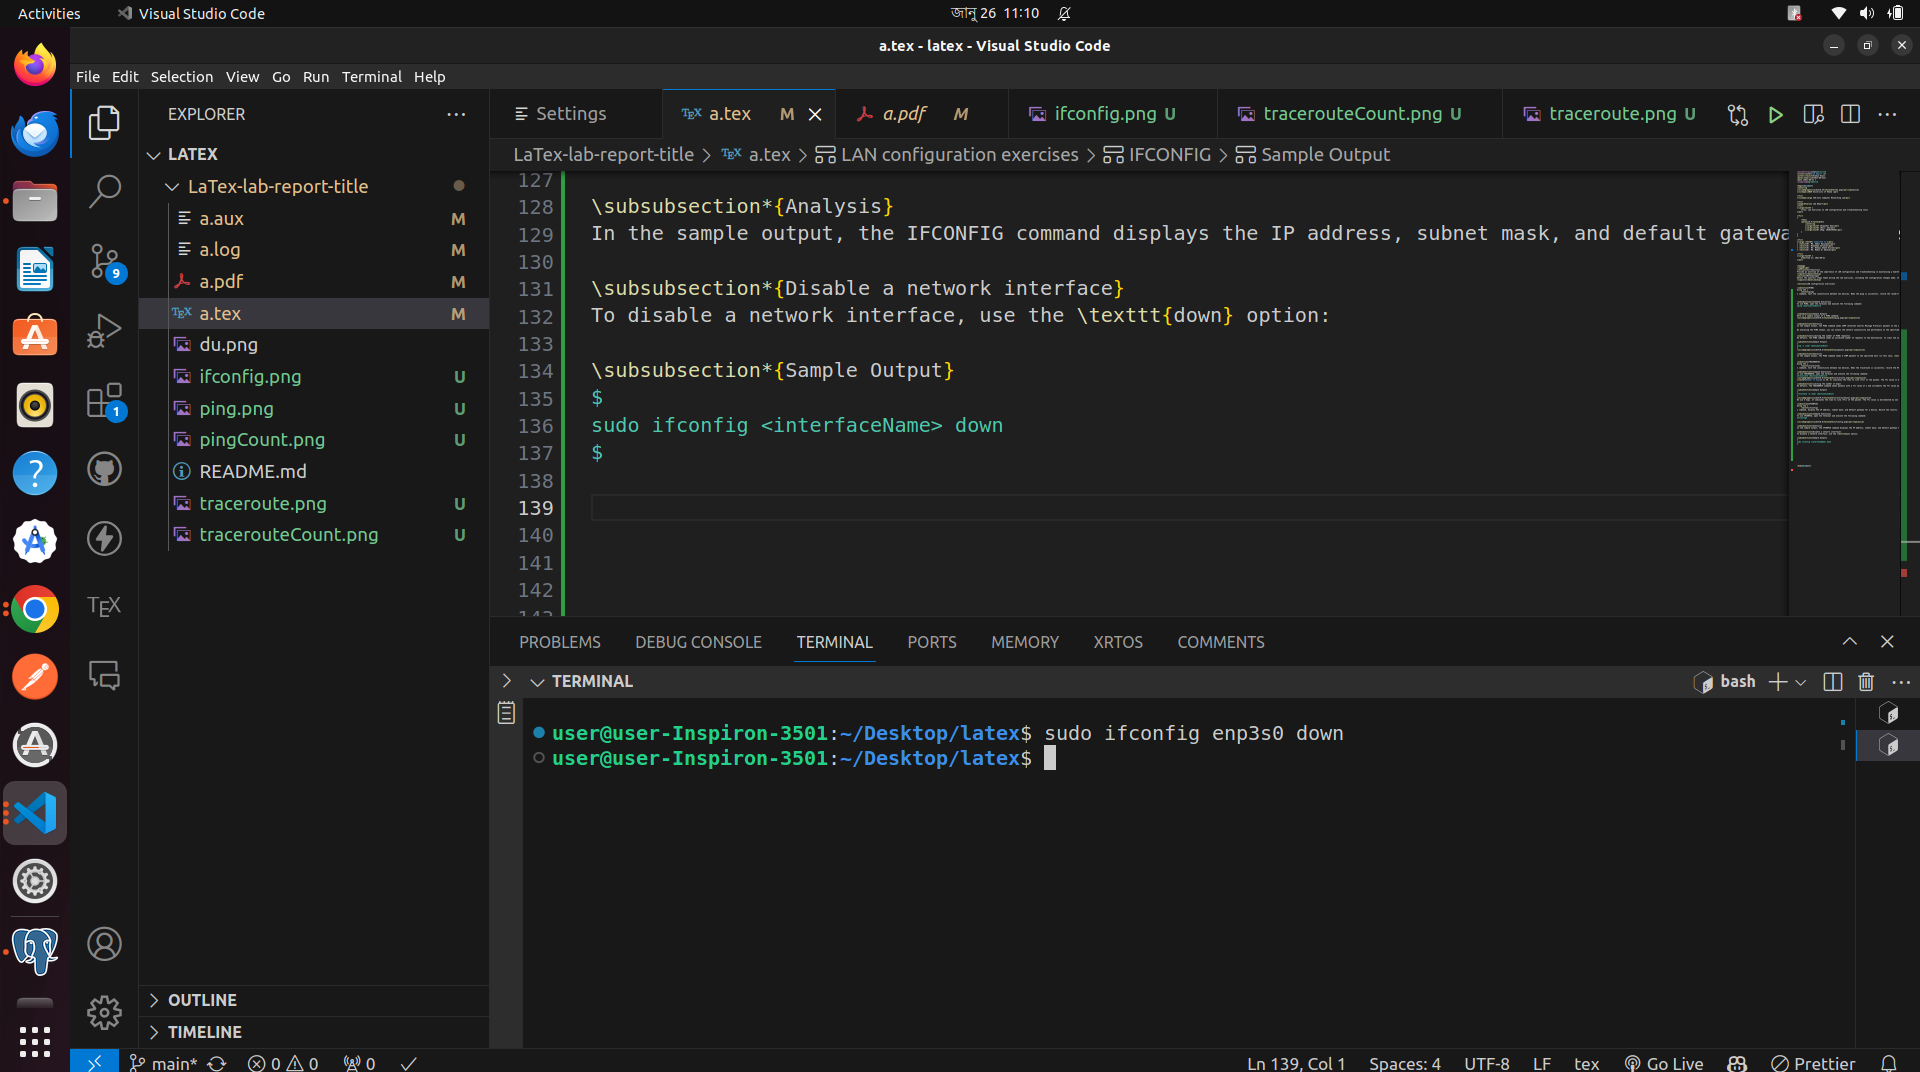 Activities
Visual Studio Code
জানু 26 11:10
a.tex - latex - Visual Studio Code
File Edit Selection View Go Run Terminal Help
EXPLORER
LATEX
LaTex-lab-report-title
a.aux M
a.log M
a.pdf M
TEX a.tex M
du.png
ifconfig.png U
ping.png U
pingCount.png U
README.md
traceroute.png U
tracerouteCount.png U
OUTLINE
TIMELINE
9
1
TEX
Settings
TEX a.tex M
a.pdf M
ifconfig.png U
tracerouteCount.png U
traceroute.png U
LaTex-lab-report-title > TEX a.tex > LAN configuration exercises > IFCONFIG > Sample Output
127
128 \subsubsection*{Analysis}
129 In the sample output, the IFCONFIG command displays the IP address, subnet mask, and default gatewa
130
131 \subsubsection*{Disable a network interface}
132 To disable a network interface, use the \texttt{down} option:
133
134 \subsubsection*{Sample Output}
135 $
136 sudo ifconfig <interfaceName> down
137 $
138
139
140
141
142
143
PROBLEMS DEBUG CONSOLE TERMINAL PORTS MEMORY XRTOS COMMENTS
TERMINAL
bash
user@user-Inspiron-3501:~/Desktop/latex$ sudo ifconfig enp3s0 down
user@user-Inspiron-3501:~/Desktop/latex$
main* 0 0 0
Ln 139, Col 1 Spaces: 4 UTF-8 LF tex Go Live Prettier